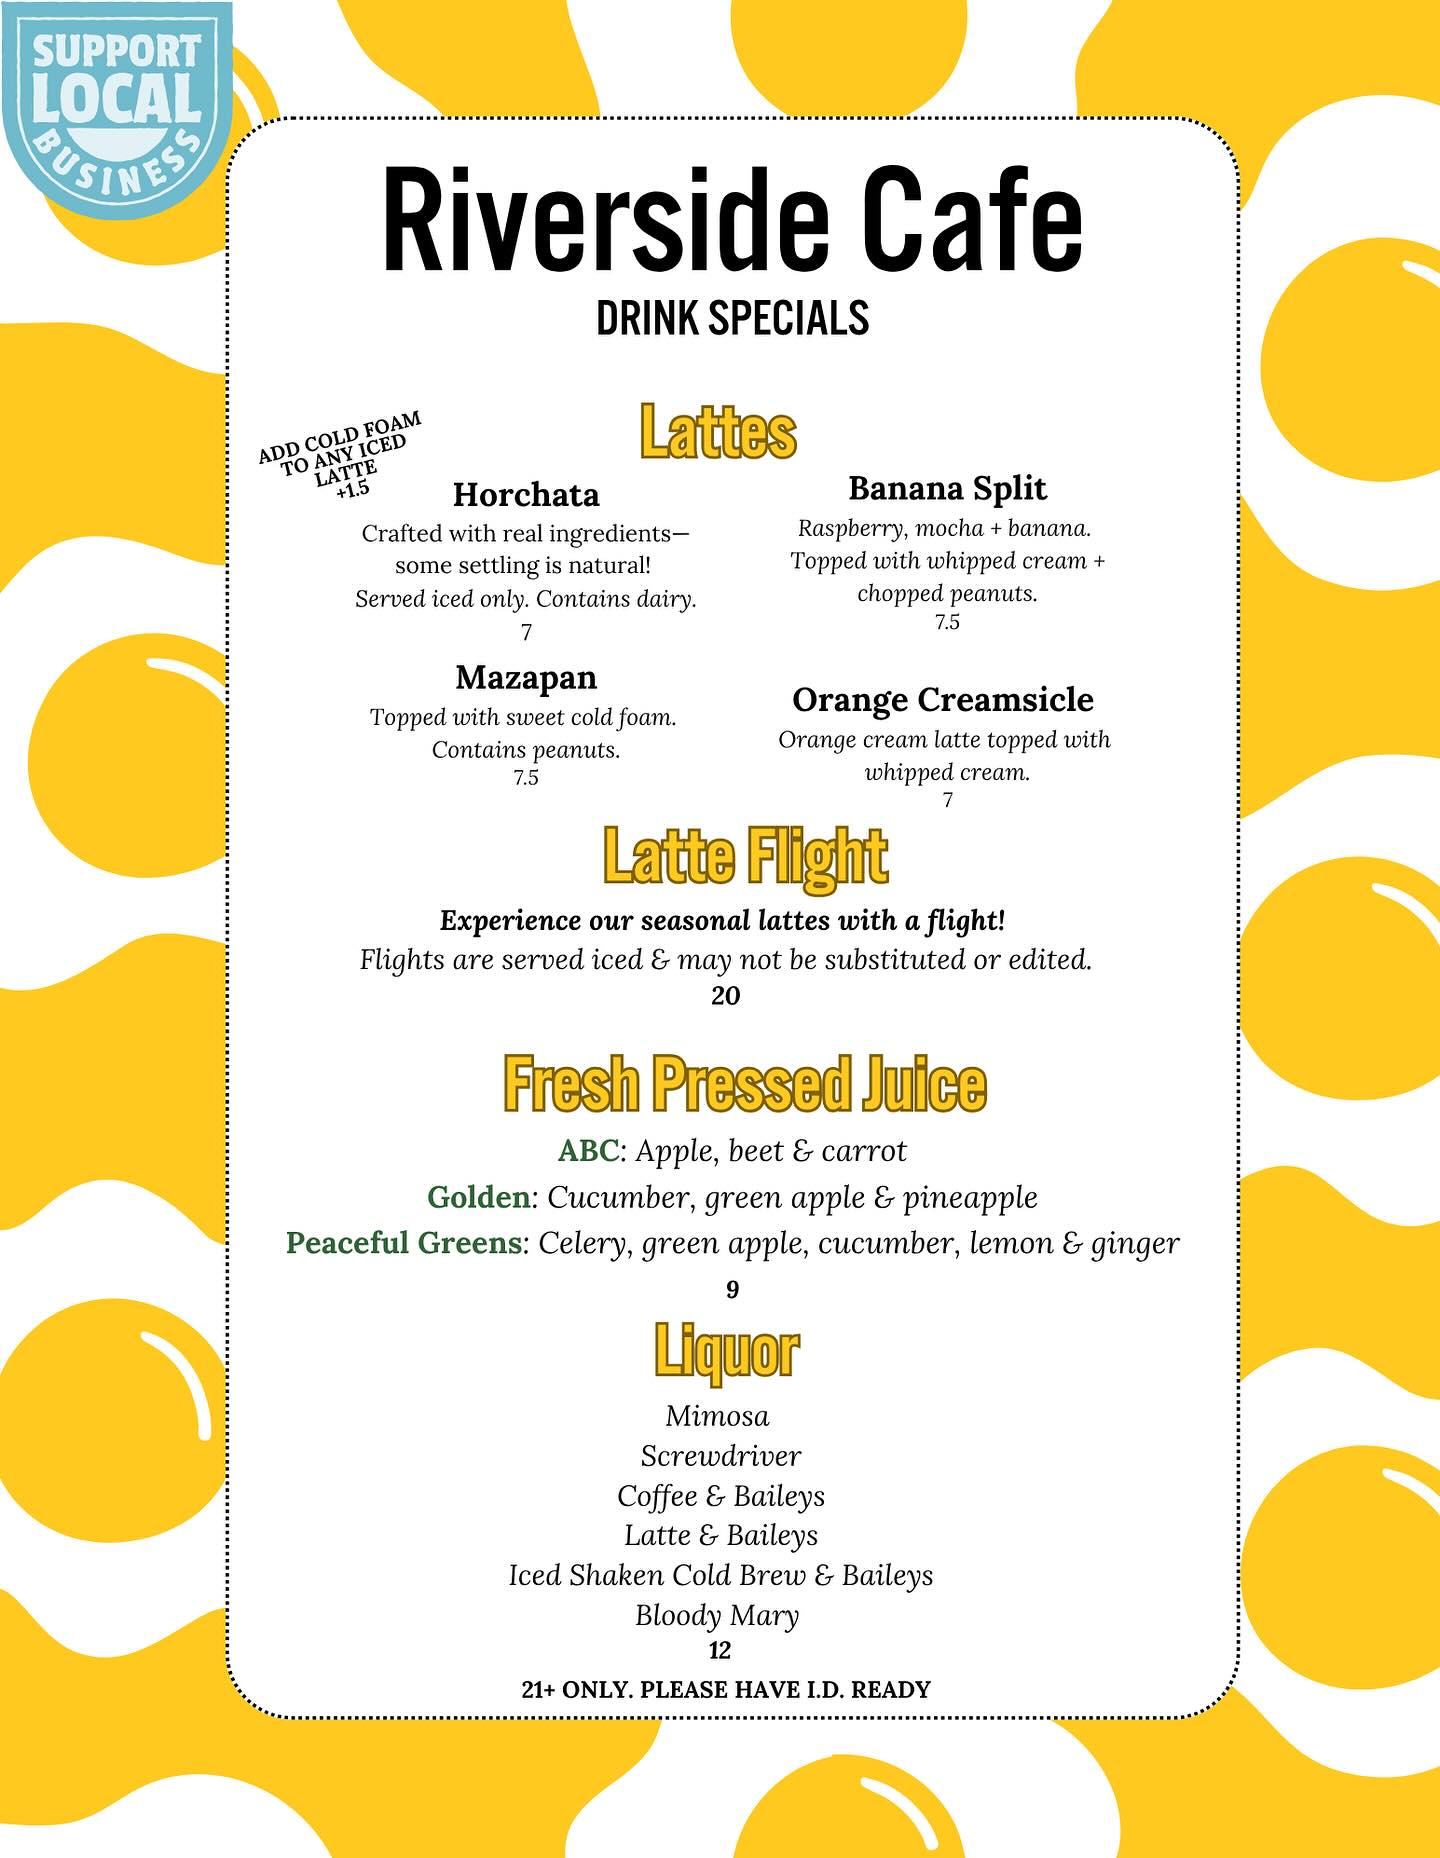 SUPPORT
LOCAL
BUSINESS
Riverside Cafe
DRINK SPECIALS
Lattes
ADD COLD FOAM
TO ANY ICED
LATTE
+1.5
Horchata
Crafted with real ingredients—
some settling is natural!
Served iced only. Contains dairy.
7
Banana Split
Raspberry, mocha + banana.
Topped with whipped cream +
chopped peanuts.
7.5
Mazapan
Topped with sweet cold foam.
Contains peanuts.
7.5
Orange Creamsicle
Orange cream latte topped with
whipped cream.
7
Latte Flight
Experience our seasonal lattes with a flight!
Flights are served iced & may not be substituted or edited.
20
Fresh Pressed Juice
ABC: Apple, beet & carrot
Golden: Cucumber, green apple & pineapple
Peaceful Greens: Celery, green apple, cucumber, lemon & ginger
9
Liquor
Mimosa
Screwdriver
Coffee & Baileys
Latte & Baileys
Iced Shaken Cold Brew & Baileys
Bloody Mary
12
21+ ONLY. PLEASE HAVE I.D. READY